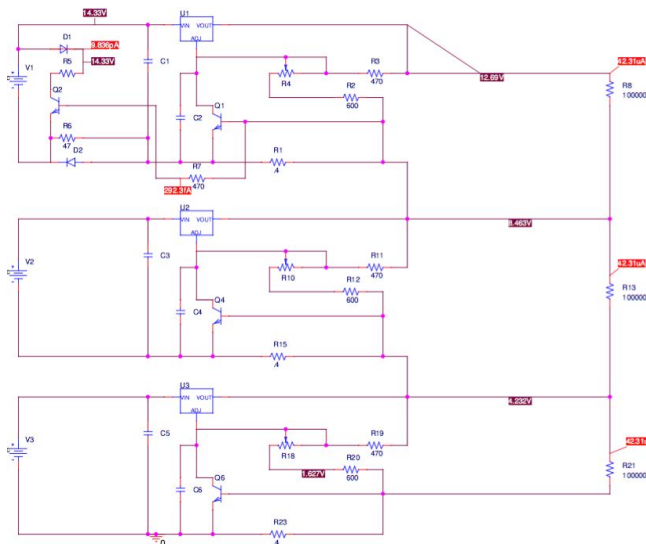 14.33V
U1
VIN VOUT
ADJ
D1
9.836pA
14.33V
R5
V1
Q2
C1
R3
470
R4
R2
600
12.69V
42.31uA
R8
100000
C2
Q1
R6
47
D2
R1
.4
R7
470
292.3fA
U2
VIN VOUT
ADJ
8.463V
V2
C3
R11
470
R10
R12
600
42.31uA
R13
100000
C4
Q4
R15
.4
U3
VIN VOUT
ADJ
4.232V
V3
C5
R19
470
R18
R20
600
1.627V
42.31u
R21
100000
C6
Q6
R23
.4
0